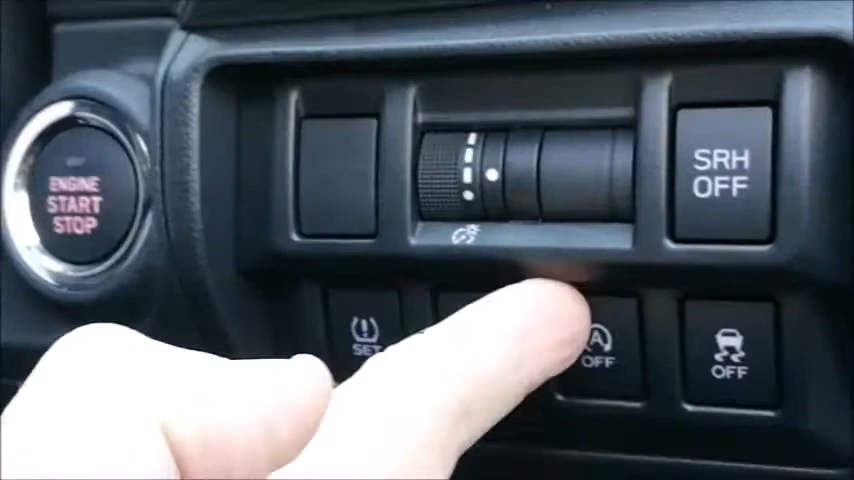 ENGINE
START
STOP
SRH
OFF
SET
A
OFF
OFF